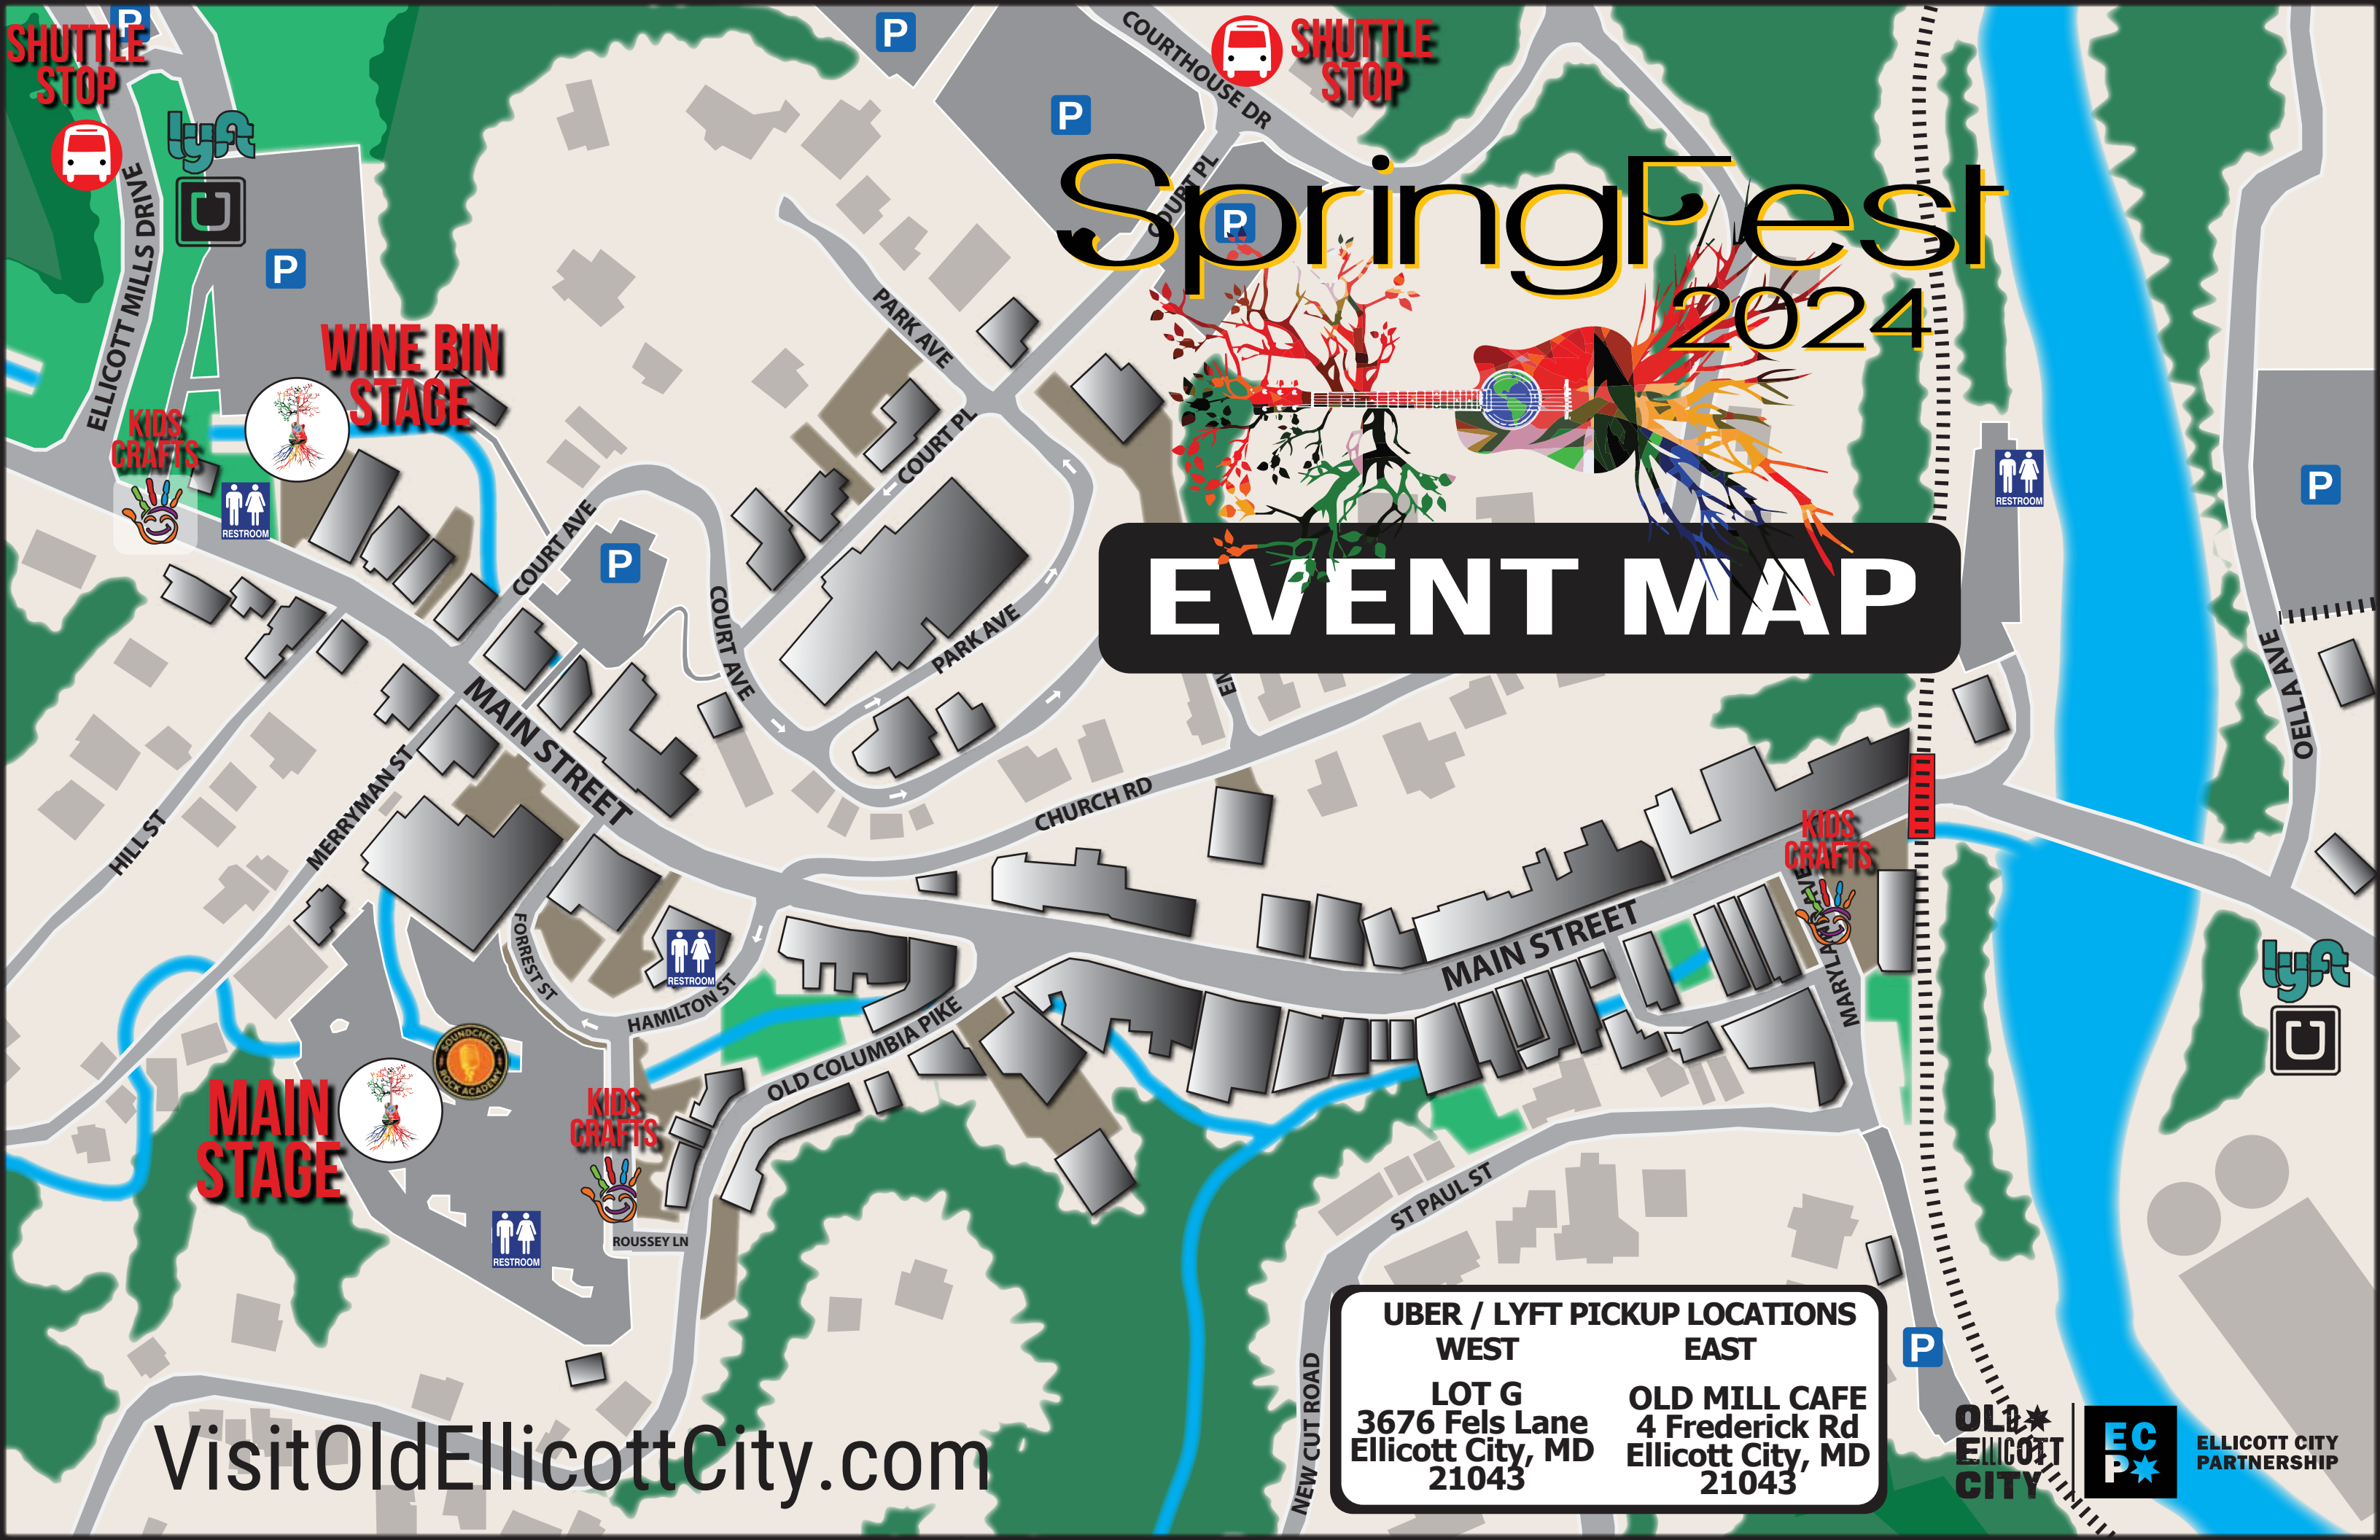 P
SHUTTLE
STOP
P
COURTHOUSE DR
SHUTTLE
STOP
lyft
P
ELLICOTT MILLS DRIVE
COURT PL
P
P
SpringFest
2024
WINE BIN
STAGE
PARK AVE
KIDS
CRAFTS
RESTROOM
COURT PL
RESTROOM
P
COURT AVE
P
COURT AVE
PARK AVE
EVENT MAP
OELLA AVE
MAIN STREET
HILL ST
MERRYMAN ST
CHURCH RD
KIDS
CRAFTS
FORREST ST
RESTROOM
HAMILTON ST
MAIN STREET
MARYLAND AVE
lyft
SOUNDCHECK
ROCK ACADEMY
OLD COLUMBIA PIKE
MAIN
STAGE
KIDS
CRAFTS
RESTROOM
ROUSSEY LN
ST PAUL ST
P
NEW CUT ROAD
UBER / LYFT PICKUP LOCATIONS
WEST
LOT G
3676 Fels Lane
Ellicott City, MD
21043
EAST
OLD MILL CAFE
4 Frederick Rd
Ellicott City, MD
21043
VisitOldEllicottCity.com
OLD
ELLICOTT
CITY
EC
P
ELLICOTT CITY
PARTNERSHIP